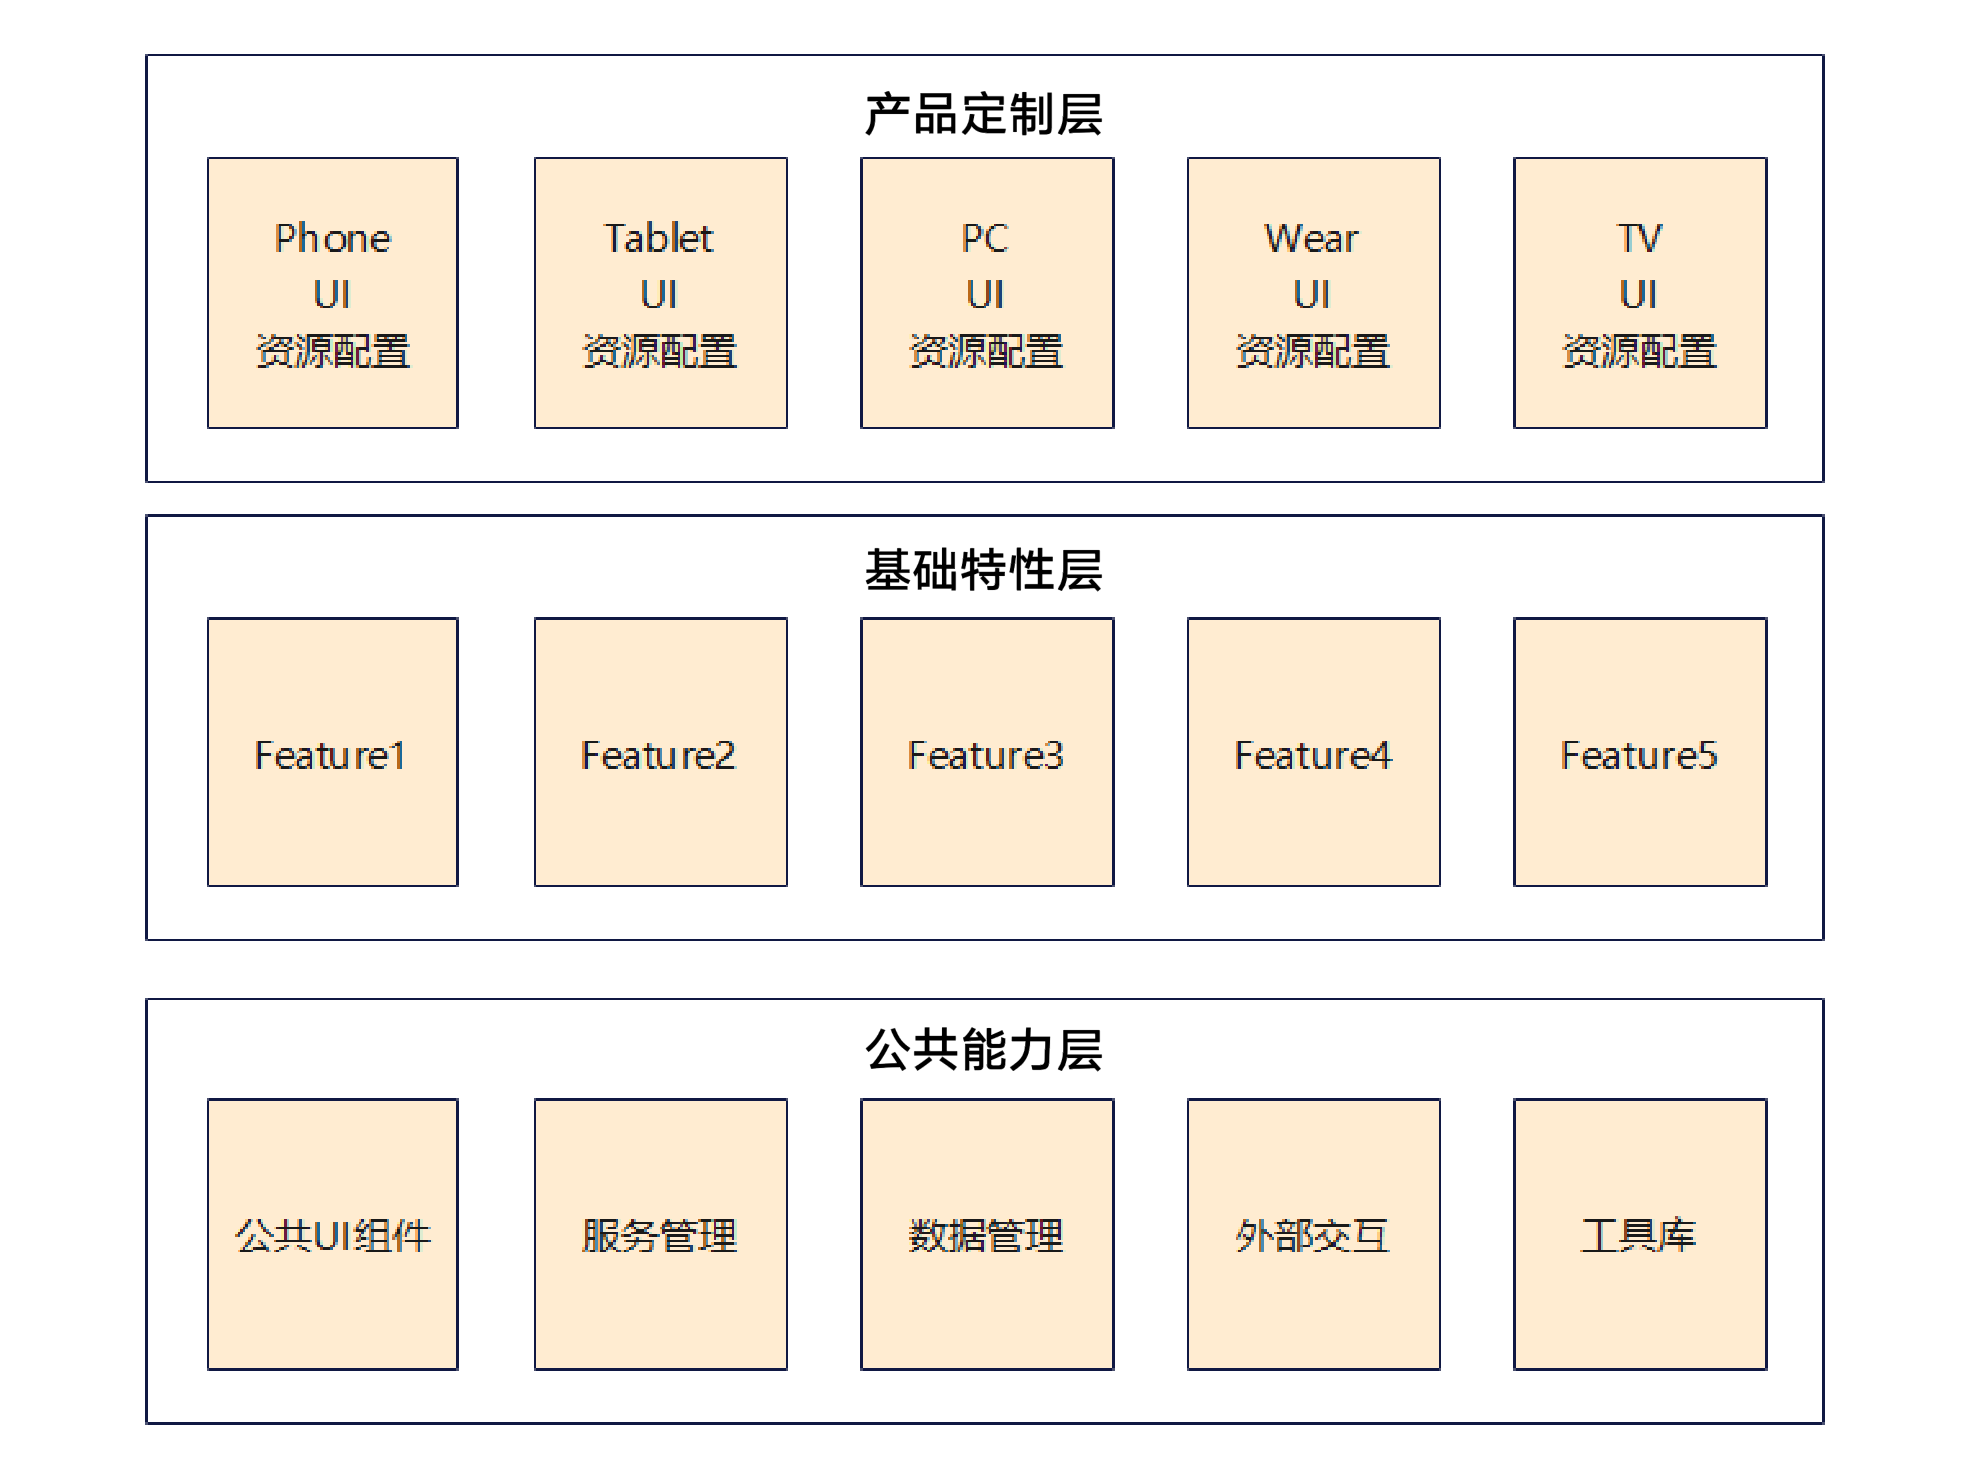 产品定制层
Phone
UI
资源配置
Tablet
UI
资源配置
PC
UI
资源配置
Wear
UI
资源配置
TV
UI
资源配置
基础特性层
Feature1
Feature2
Feature3
Feature4
Feature5
公共能力层
公共UI组件
服务管理
数据管理
外部交互
工具库